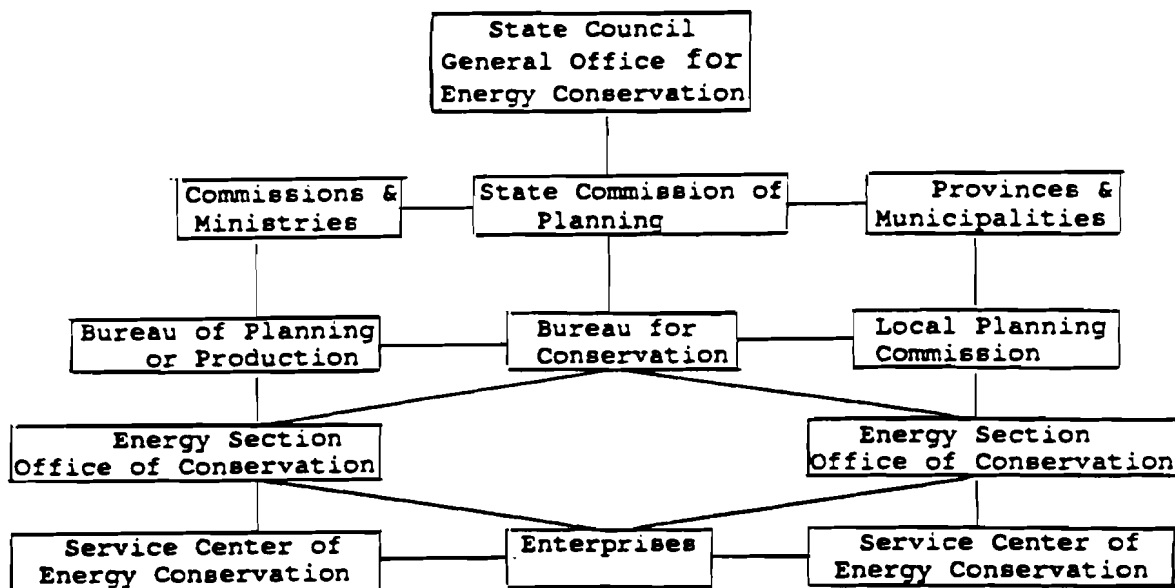 State Council
General Office for
Energy Conservation
Commissions &
Ministries
State Commission of
Planning
Provinces &
Municipalities
Bureau of Planning
or Production
Bureau for
Conservation
Local Planning
Commission
Energy Section
Office of Conservation
Energy Section
Office of Conservation
Service Center of
Energy Conservation
Enterprises
Service Center of
Energy Conservation